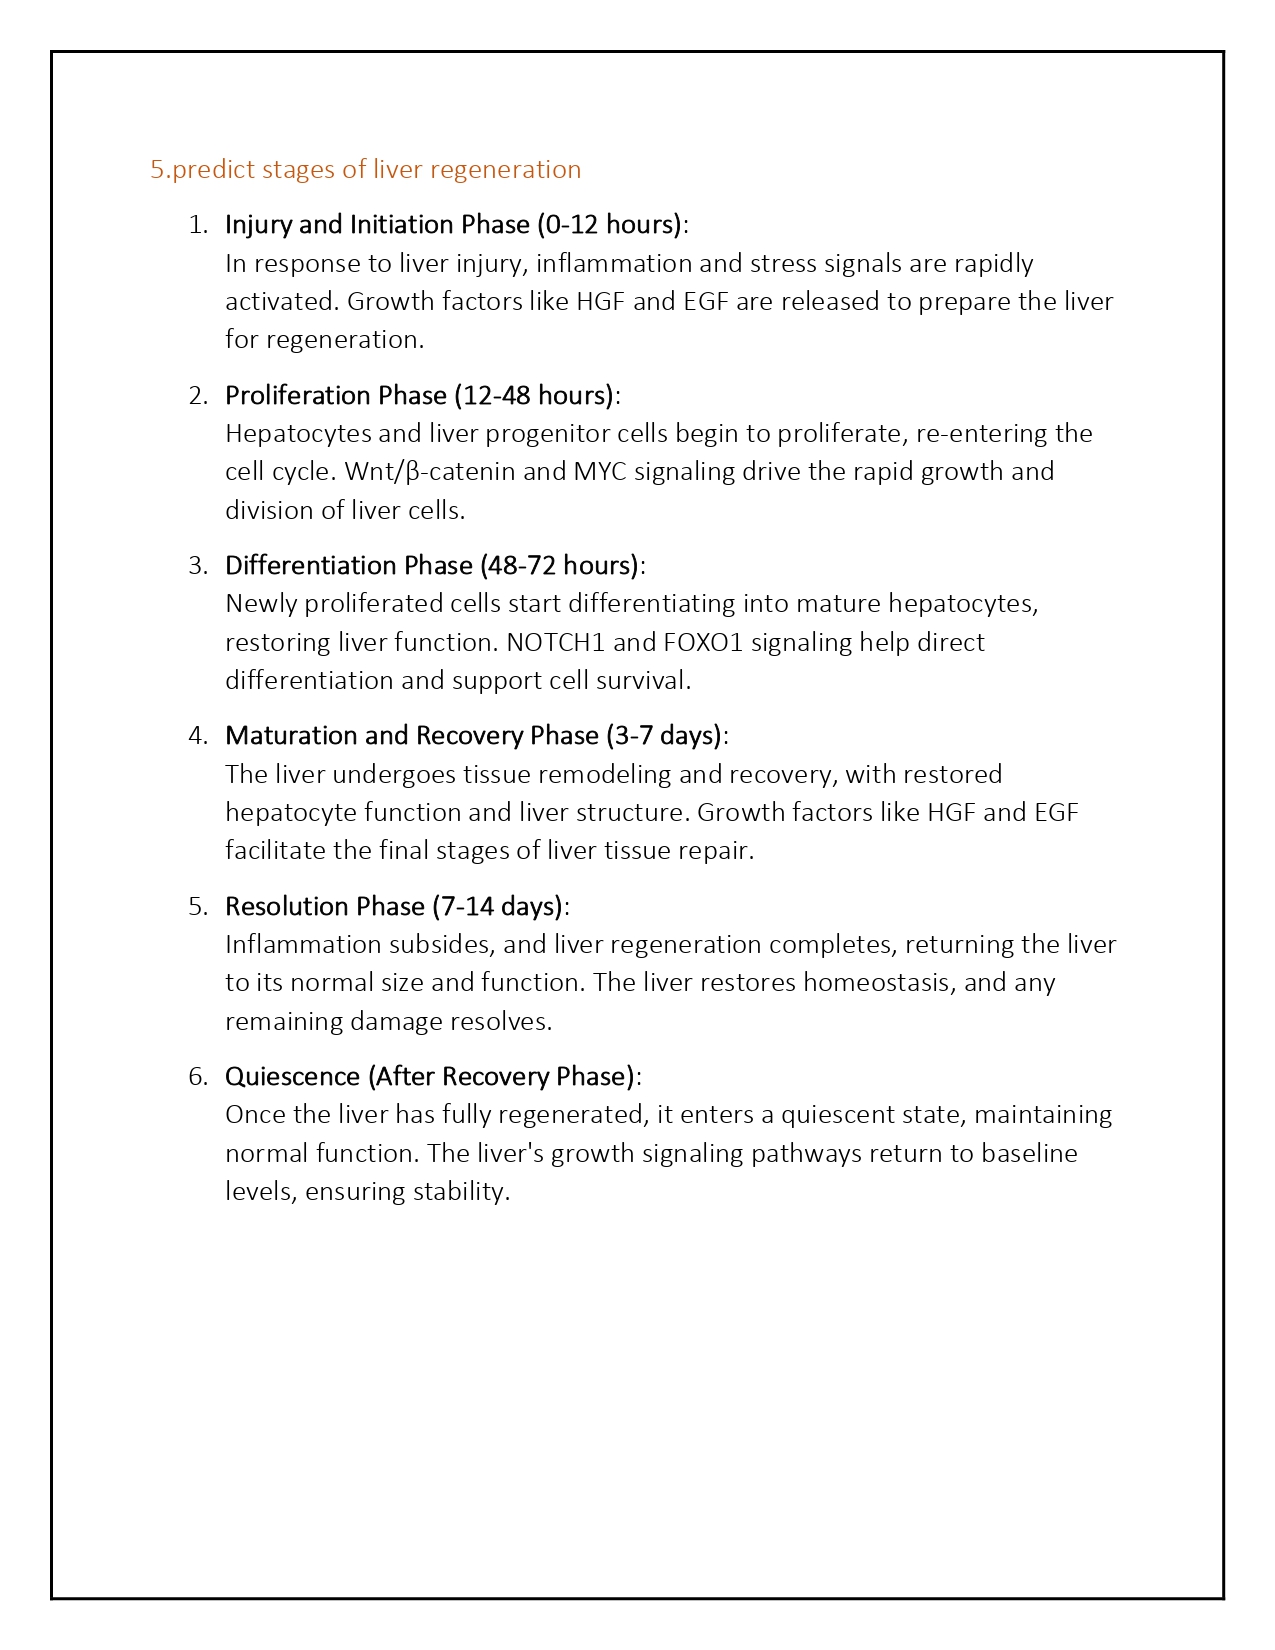 5.predict stages of liver regeneration
1. Injury and Initiation Phase (0-12 hours):
In response to liver injury, inflammation and stress signals are rapidly
activated. Growth factors like HGF and EGF are released to prepare the liver
for regeneration.
2. Proliferation Phase (12-48 hours):
Hepatocytes and liver progenitor cells begin to proliferate, re-entering the
cell cycle. Wnt/β-catenin and MYC signaling drive the rapid growth and
division of liver cells.
3. Differentiation Phase (48-72 hours):
Newly proliferated cells start differentiating into mature hepatocytes,
restoring liver function. NOTCH1 and FOXO1 signaling help direct
differentiation and support cell survival.
4. Maturation and Recovery Phase (3-7 days):
The liver undergoes tissue remodeling and recovery, with restored
hepatocyte function and liver structure. Growth factors like HGF and EGF
facilitate the final stages of liver tissue repair.
5. Resolution Phase (7-14 days):
Inflammation subsides, and liver regeneration completes, returning the liver
to its normal size and function. The liver restores homeostasis, and any
remaining damage resolves.
6. Quiescence (After Recovery Phase):
Once the liver has fully regenerated, it enters a quiescent state, maintaining
normal function. The liver's growth signaling pathways return to baseline
levels, ensuring stability.